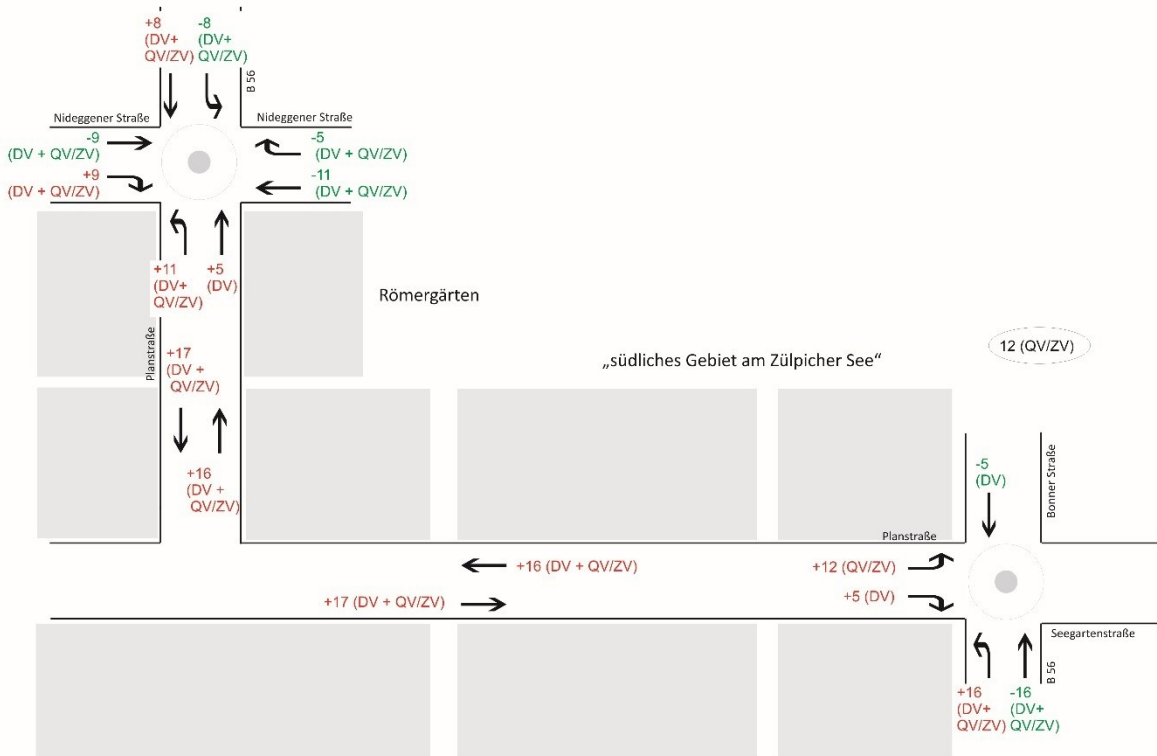 +8
(DV+
QV/ZV)
-8
(DV+
QV/ZV)
B 56
Nideggener Straße
Nideggener Straße
-9
(DV + QV/ZV)
+9
(DV + QV/ZV)
-5
(DV + QV/ZV)
-11
(DV + QV/ZV)
+11
(DV+
QV/ZV)
+5
(DV)
Römergärten
Planstraße
+17
(DV +
QV/ZV)
+16
(DV +
QV/ZV)
„südliches Gebiet am Zülpicher See“
12 (QV/ZV)
-5
(DV)
Bonner Straße
Planstraße
+16 (DV + QV/ZV)
+12 (QV/ZV)
+17 (DV + QV/ZV)
+5 (DV)
Seegartenstraße
B 56
+16
(DV+
QV/ZV)
-16
(DV+
QV/ZV)